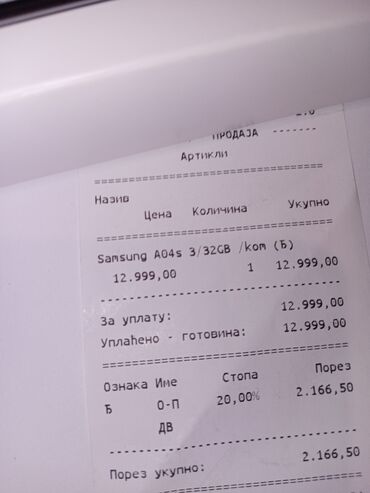 ПРОДАЈА -------
Артикли
==================================
Назив
Цена Количина Укупно
==================================
Samsung A04s 3/32GB /kom (Ђ)
12.999,00 1 12.999,00
----------------------------------
За уплату: 12.999,00
Уплаћено - готовина: 12.999,00
==================================
Ознака Име Стопа Порез
Ђ О-П 20,00% 2.166,50
ДВ
----------------------------------
Порез укупно: 2.166,50
==================================